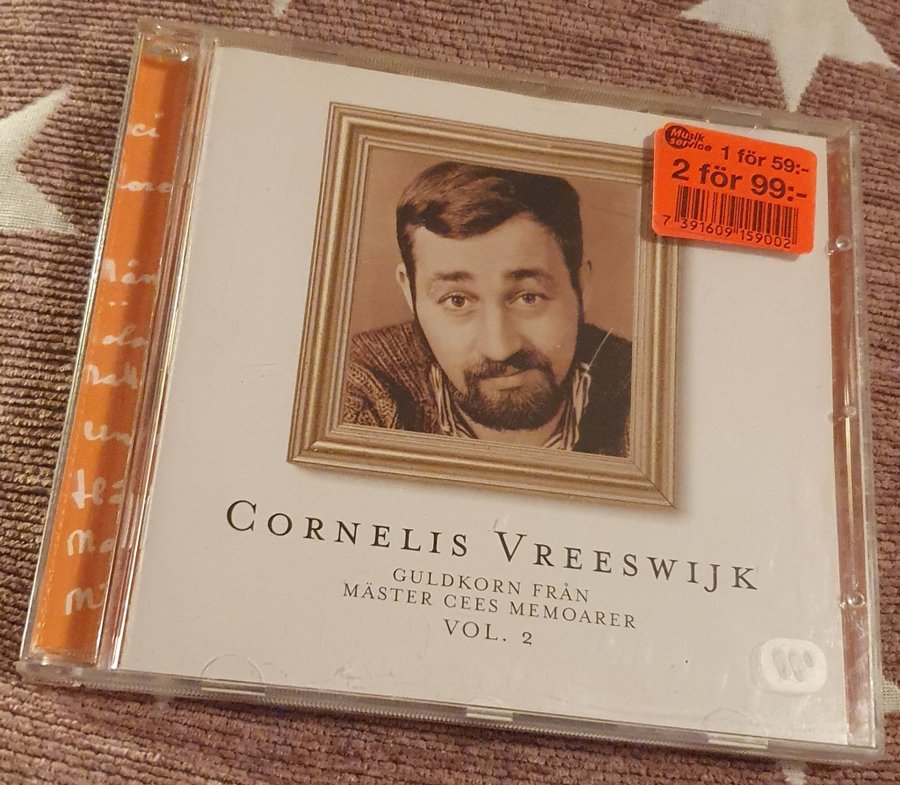 Musik
service
1 för 59:-
2 för 99:-
7 391609 159002
CORNELIS VREESWIJK
GULDKORN FRÅN
MÄSTER CEES MEMOARER
VOL. 2